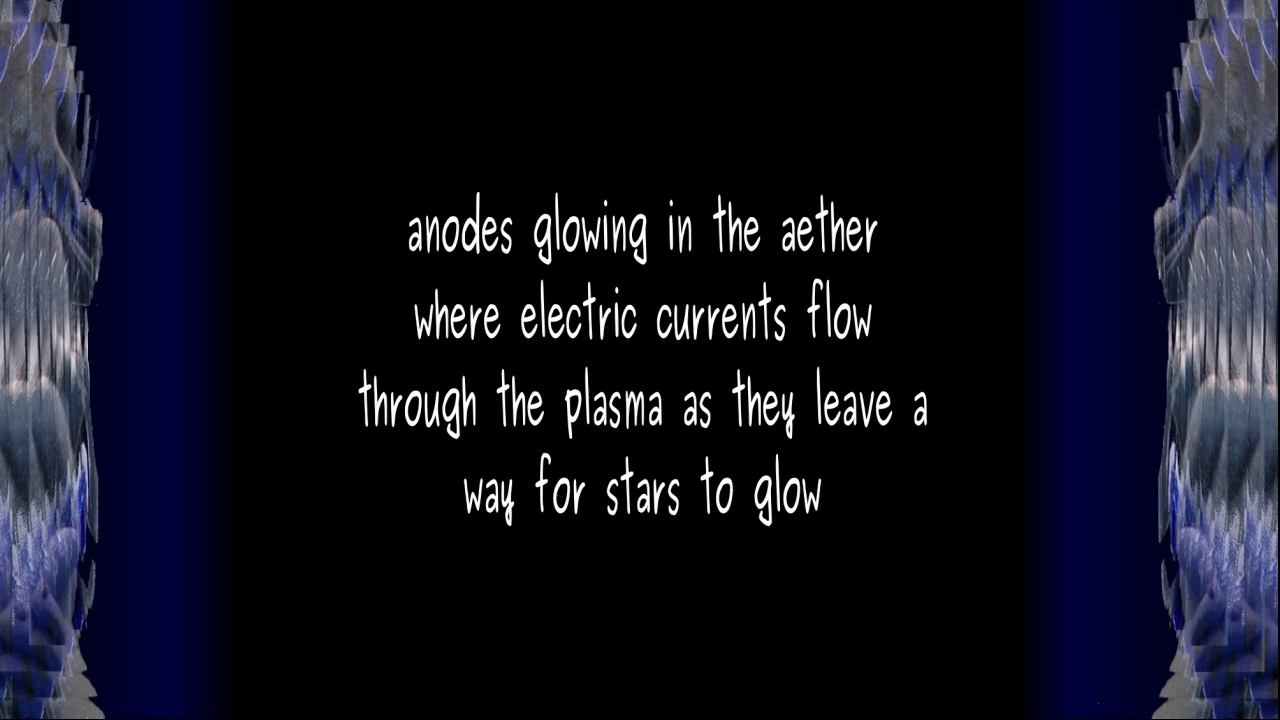 anodes glowing in the aether
where electric currents flow
through the plasma as they leave a
way for stars to glow